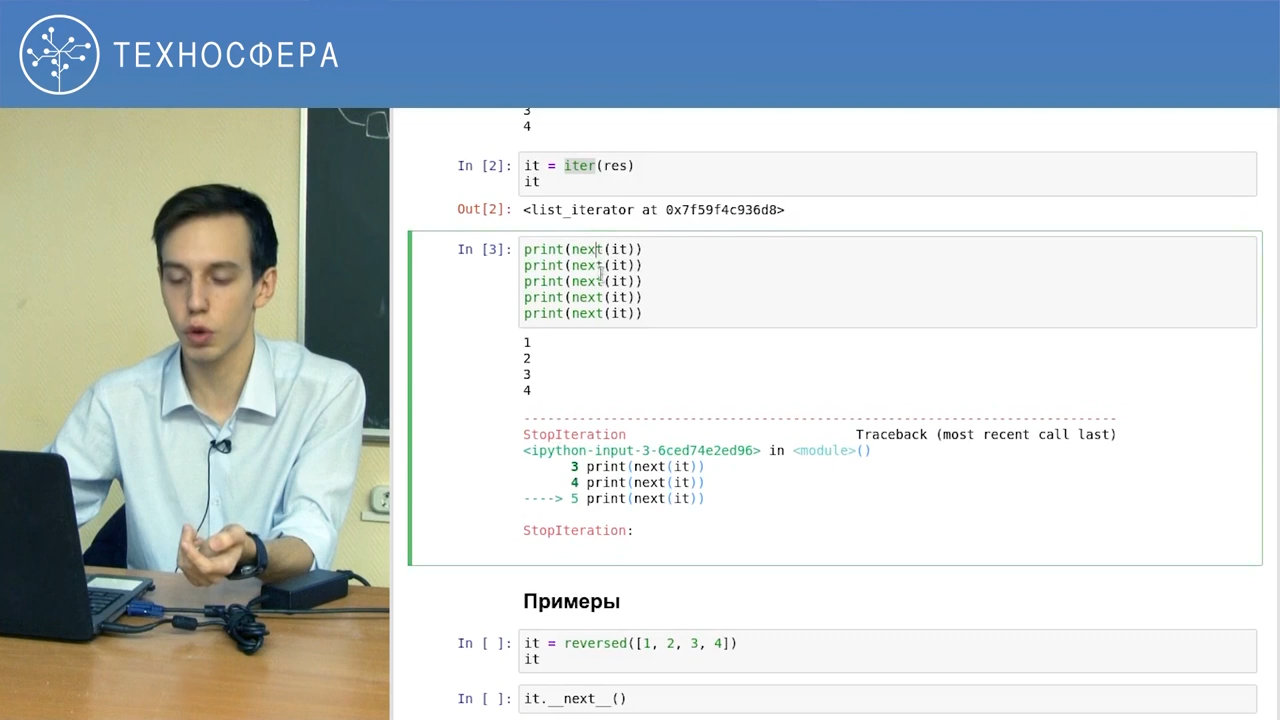 ТЕХНОСФЕРА
3
4
In [2]: it = iter(res)
it
Out[2]: <list_iterator at 0x7f59f4c936d8>
In [3]: print(next(it))
print(next(it))
print(next(it))
print(next(it))
print(next(it))
1
2
3
4
---------------------------------------------------------------------------
StopIteration                             Traceback (most recent call last)
<ipython-input-3-6ced74e2ed96> in <module>()
      3 print(next(it))
      4 print(next(it))
----> 5 print(next(it))
StopIteration:
Примеры
In [ ]: it = reversed([1, 2, 3, 4])
it
In [ ]: it.__next__()